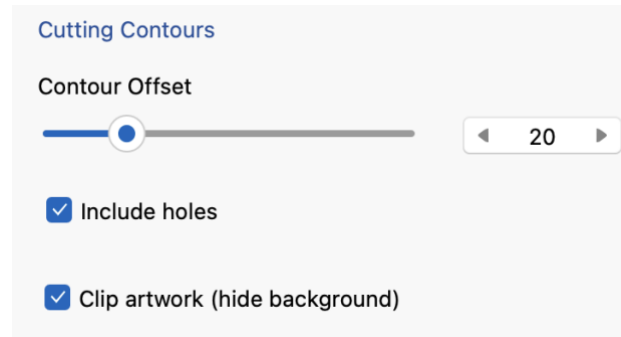 Cutting Contours
Contour Offset
20
Include holes
Clip artwork (hide background)